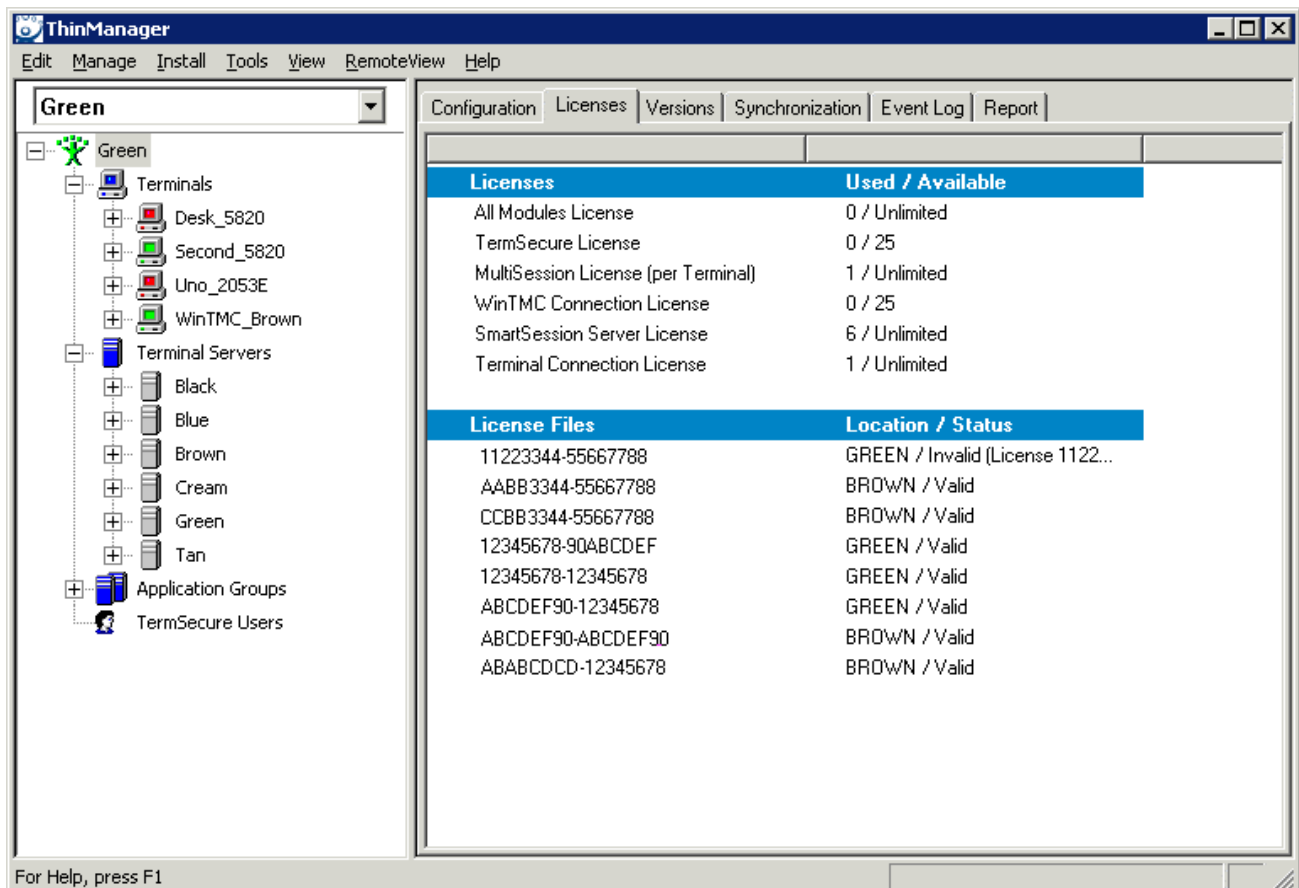 ThinManager
Edit Manage Install Tools View RemoteView Help
Green
Green
Terminals
Desk_5820
Second_5820
Uno_2053E
WinTMC_Brown
Terminal Servers
Black
Blue
Brown
Cream
Green
Tan
Application Groups
TermSecure Users
Configuration Licenses Versions Synchronization Event Log Report
Licenses Used / Available
All Modules License 0 / Unlimited
TermSecure License 0 / 25
MultiSession License (per Terminal) 1 / Unlimited
WinTMC Connection License 0 / 25
SmartSession Server License 6 / Unlimited
Terminal Connection License 1 / Unlimited
License Files Location / Status
11223344-55667788 GREEN / Invalid (License 1122...
AABB3344-55667788 BROWN / Valid
CCBB3344-55667788 BROWN / Valid
12345678-90ABCDEF GREEN / Valid
12345678-12345678 GREEN / Valid
ABCDEF90-12345678 GREEN / Valid
ABCDEF90-ABCDEF90 BROWN / Valid
ABABCDCD-12345678 BROWN / Valid
For Help, press F1